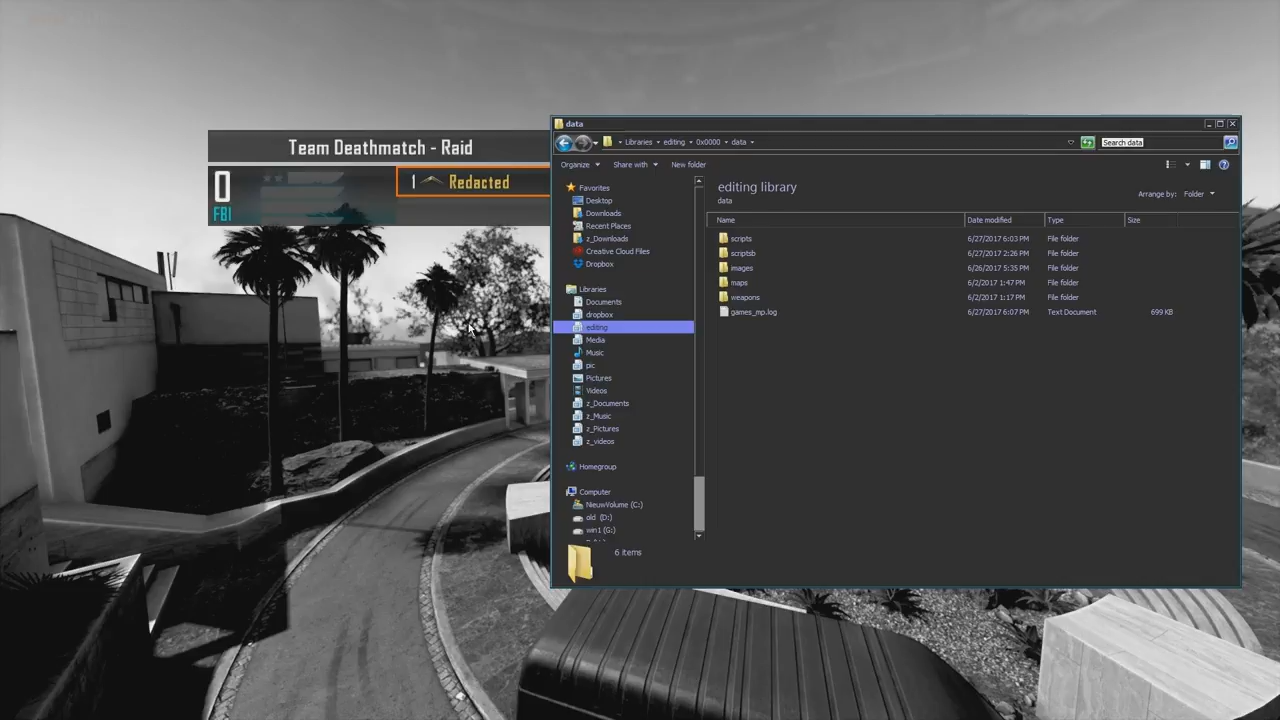 Team Deathmatch - Raid
0
FBI
1 Redacted
data
Libraries editing 0x0000 data
Search data
Organize Share with New folder
Favorites
Desktop
Downloads
Recent Places
z_Downloads
Creative Cloud Files
Dropbox
Libraries
Documents
dropbox
editing
Media
Music
pic
Pictures
Videos
z_Documents
z_Music
z_Pictures
z_videos
Homegroup
Computer
NieuwVolume (C:)
old (D:)
win1 (G:)
editing library
data
Arrange by: Folder
Name Date modified Type Size
scripts 6/27/2017 6:03 PM File folder
scriptsb 6/27/2017 2:26 PM File folder
images 6/26/2017 5:35 PM File folder
maps 6/2/2017 1:47 PM File folder
weapons 6/2/2017 1:17 PM File folder
games_mp.log 6/27/2017 6:07 PM Text Document 699 KB
6 items